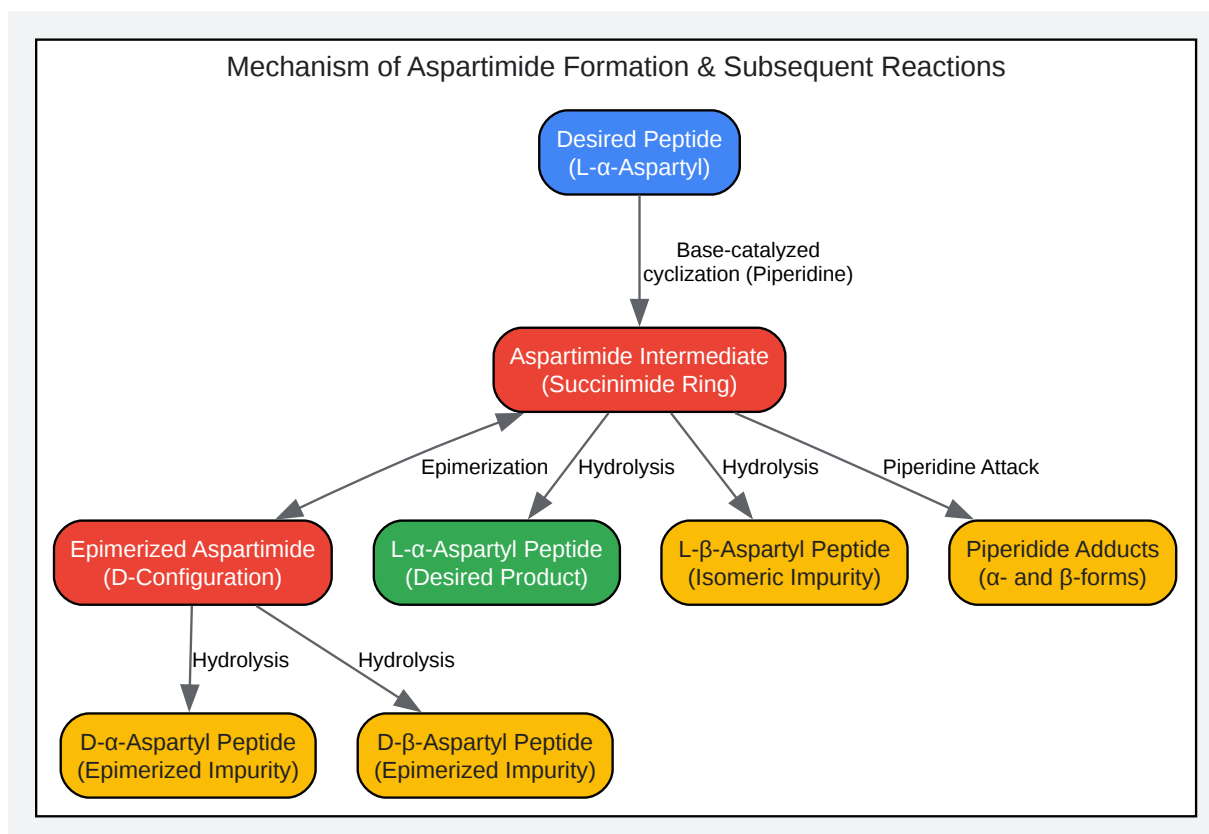 Mechanism of Aspartimide Formation & Subsequent Reactions
Desired Peptide
(L-α-Aspartyl)
Base-catalyzed
cyclization (Piperidine)
Aspartimide Intermediate
(Succinimide Ring)
Epimerization
Hydrolysis
Hydrolysis
Piperidine Attack
Epimerized Aspartimide
(D-Configuration)
L-α-Aspartyl Peptide
(Desired Product)
L-β-Aspartyl Peptide
(Isomeric Impurity)
Piperidide Adducts
(α- and β-forms)
Hydrolysis
Hydrolysis
D-α-Aspartyl Peptide
(Epimerized Impurity)
D-β-Aspartyl Peptide
(Epimerized Impurity)